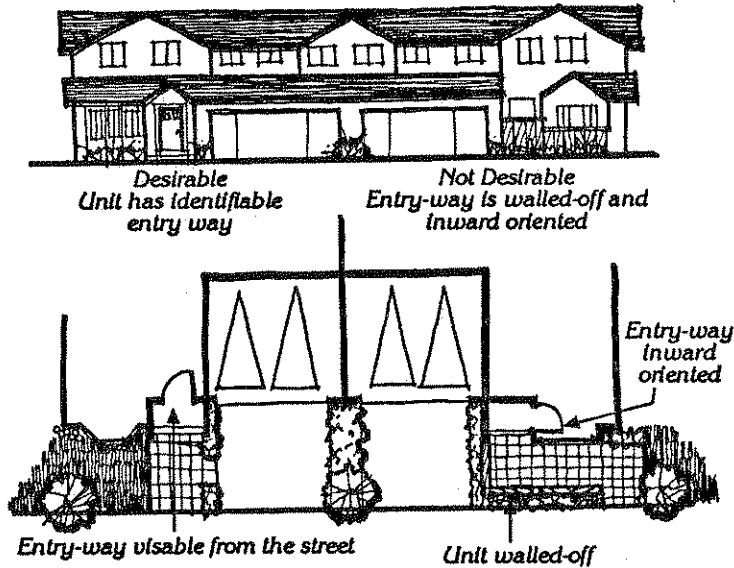 Desirable
Unit has identifiable
entry way
Not Desirable
Entry-way is walled-off and
inward oriented
Entry-way
inward
oriented
Entry-way visable from the street
Unit walled-off